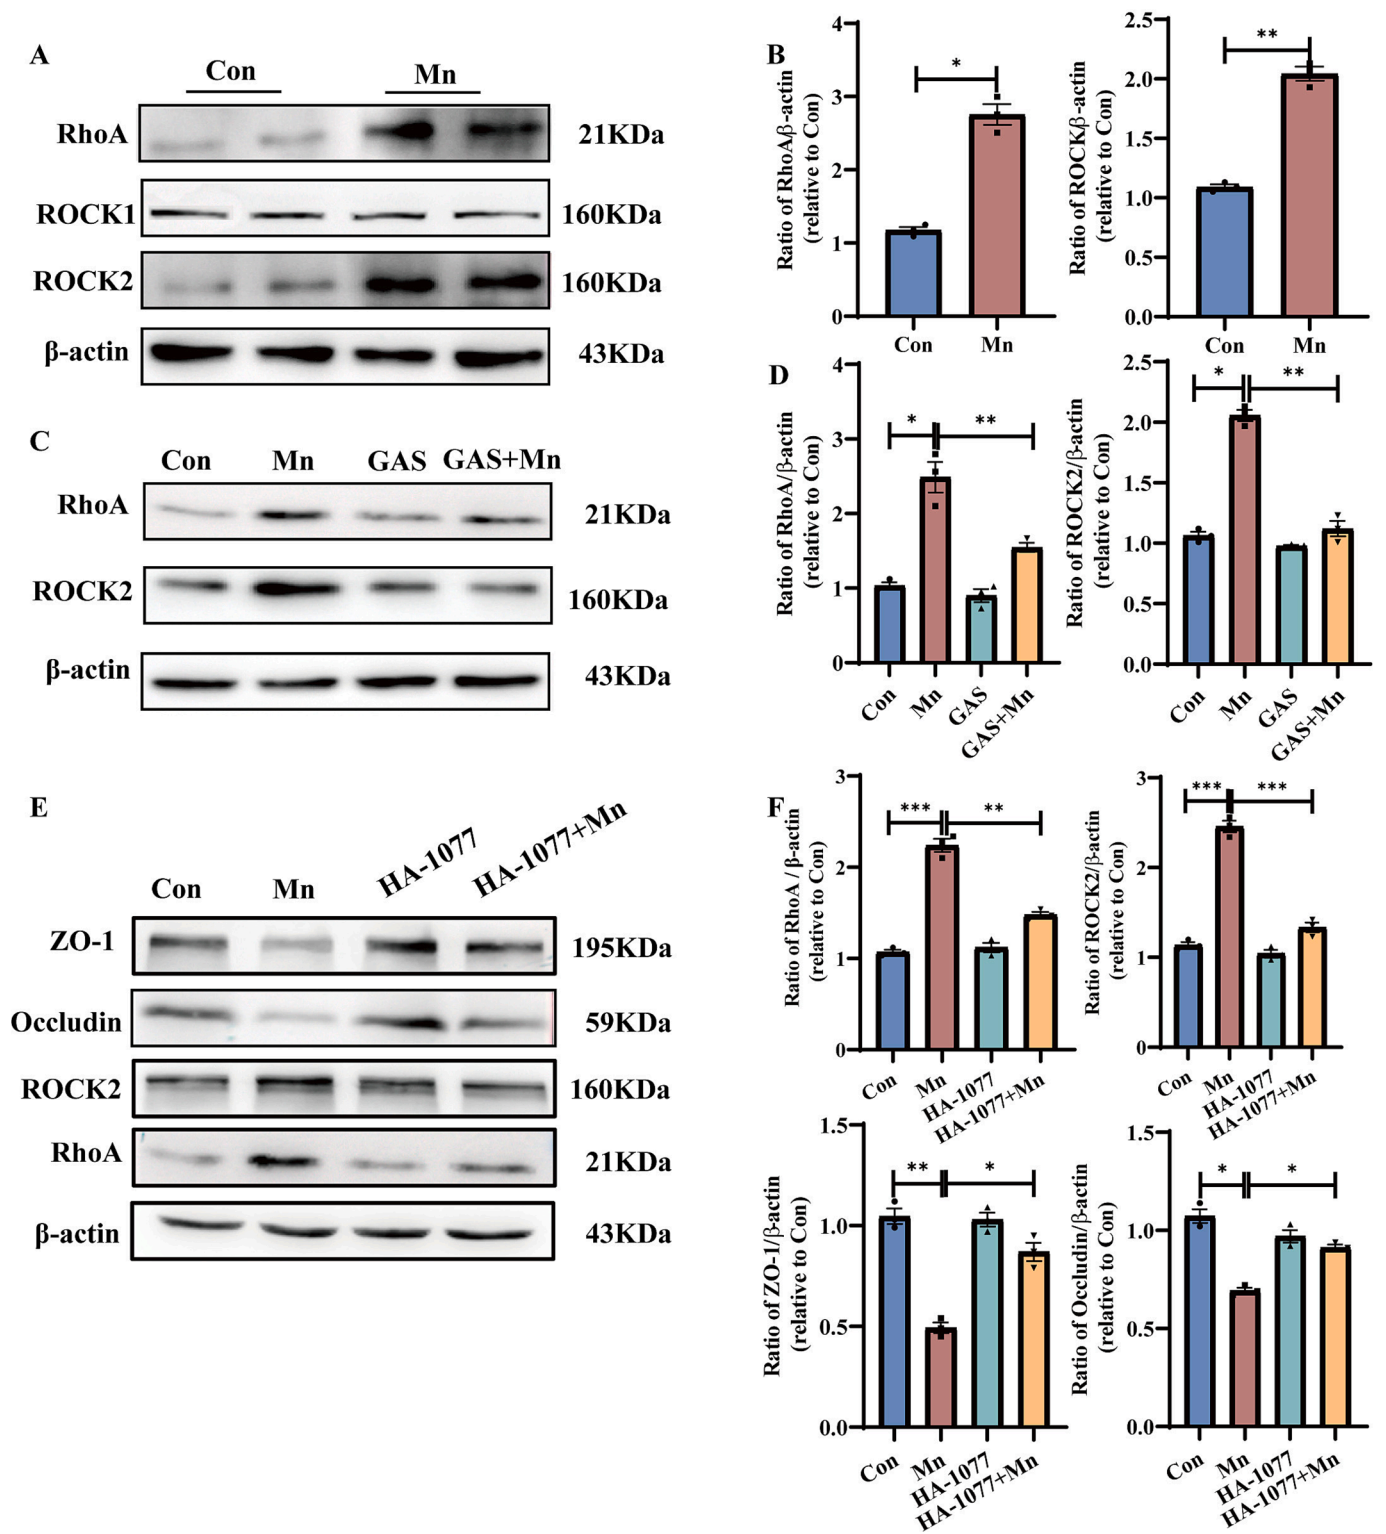 A
Con
Mn
RhoA
21KDa
ROCK1
160KDa
ROCK2
160KDa
β-actin
43KDa
B
Ratio of RhoA/β-actin
(relative to Con)
4
3
2
1
0
*
Con
Mn
Ratio of ROCKβ-actin
(relative to Con)
2.5
2.0
1.5
1.0
0.5
0.0
**
Con
Mn
C
Con
Mn
GAS
GAS+Mn
RhoA
21KDa
ROCK2
160KDa
β-actin
43KDa
D
Ratio of RhoA/β-actin
(relative to Con)
4
3
2
1
0
*
**
Con
Mn
GAS
GAS+Mn
Ratio of ROCK2/β-actin
(relative to Con)
2.5
2.0
1.5
1.0
0.5
0.0
*
**
Con
Mn
GAS
GAS+Mn
E
Con
Mn
HA-1077
HA-1077+Mn
ZO-1
195KDa
Occludin
59KDa
ROCK2
160KDa
RhoA
21KDa
β-actin
43KDa
F
Ratio of RhoA / β-actin
(relative to Con)
3
2
1
0
***
**
Con
Mn
HA-1077
HA-1077+Mn
Ratio of ROCK2/β-actin
(relative to Con)
3
2
1
0
***
***
Con
Mn
HA-1077
HA-1077+Mn
Ratio of ZO-1/β-actin
(relative to Con)
1.5
1.0
0.5
0.0
**
*
Con
Mn
HA-1077
HA-1077+Mn
Ratio of Occludin/β-actin
(relative to Con)
1.5
1.0
0.5
0.0
*
*
Con
Mn
HA-1077
HA-1077+Mn